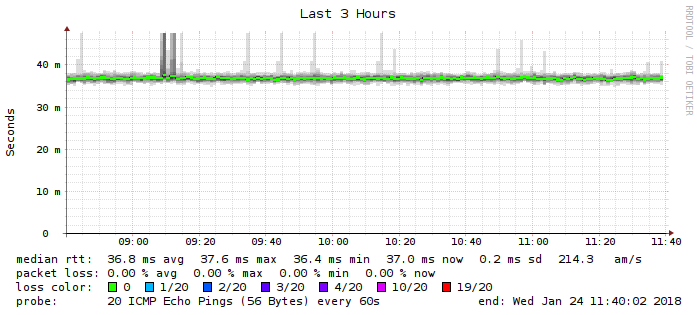 Last 3 Hours
RRDTOOL / TOBI OETIKER
Seconds
40 m
30 m
20 m
10 m
0
09:00 09:20 09:40 10:00 10:20 10:40 11:00 11:20 11:40
median rtt: 36.8 ms avg 37.6 ms max 36.4 ms min 37.0 ms now 0.2 ms sd 214.3 am/s
packet loss: 0.00 % avg 0.00 % max 0.00 % min 0.00 % now
loss color: 0 1/20 2/20 3/20 4/20 10/20 19/20
probe: 20 ICMP Echo Pings (56 Bytes) every 60s end: Wed Jan 24 11:40:02 2018